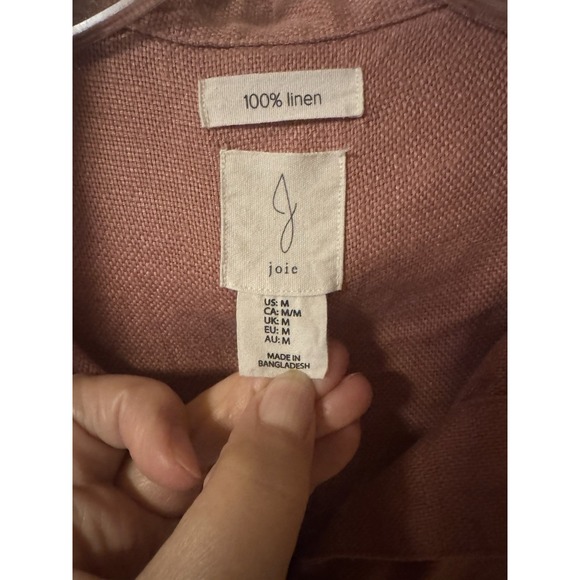 100% linen
J
joie
US: M
CA: M/M
UK: M
EU: M
AU: M
MADE IN
BANGLADESH